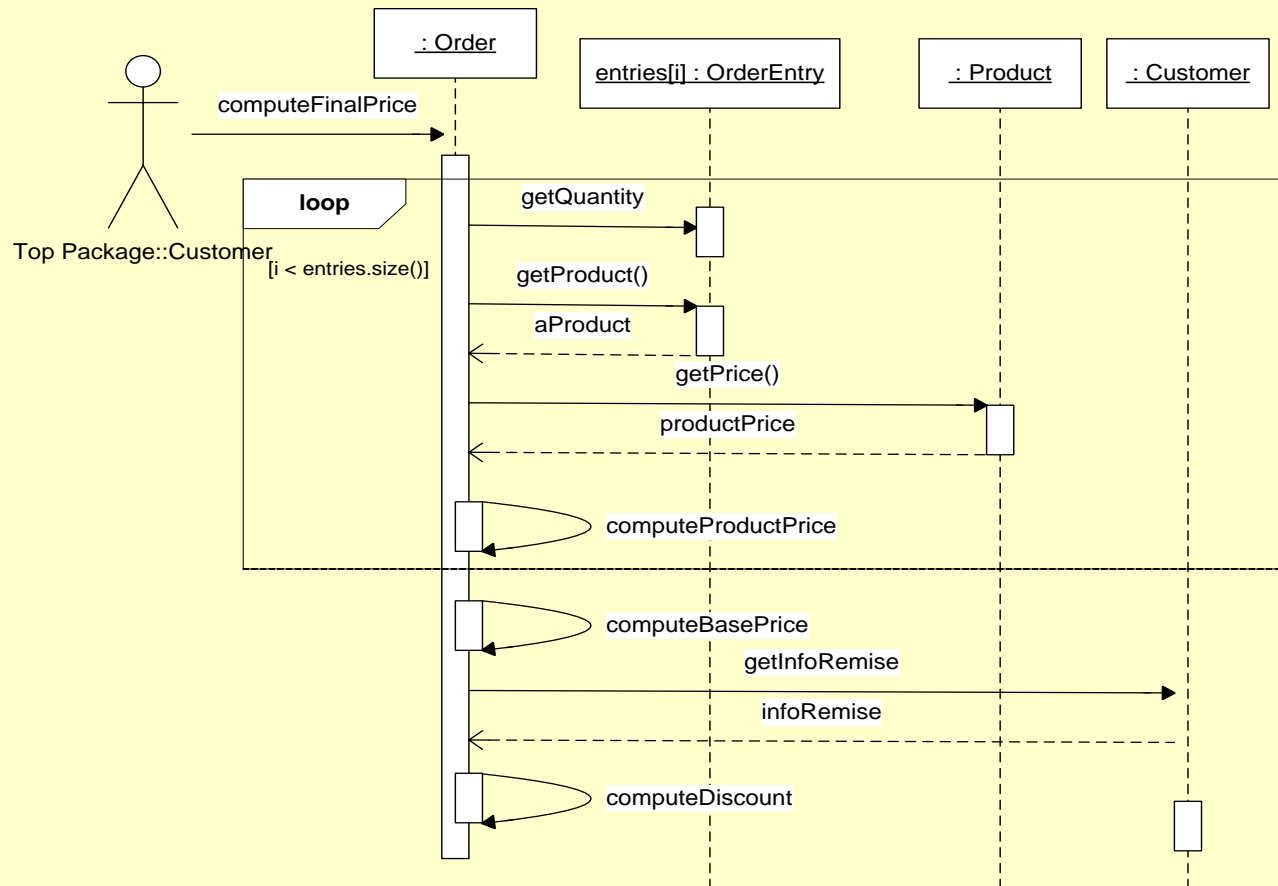 : Order
entries[i] : OrderEntry
: Product
: Customer
computeFinalPrice
Top Package::Customer
loop
[i < entries.size()]
getQuantity
getProduct()
aProduct
getPrice()
productPrice
computeProductPrice
computeBasePrice
getInfoRemise
infoRemise
computeDiscount